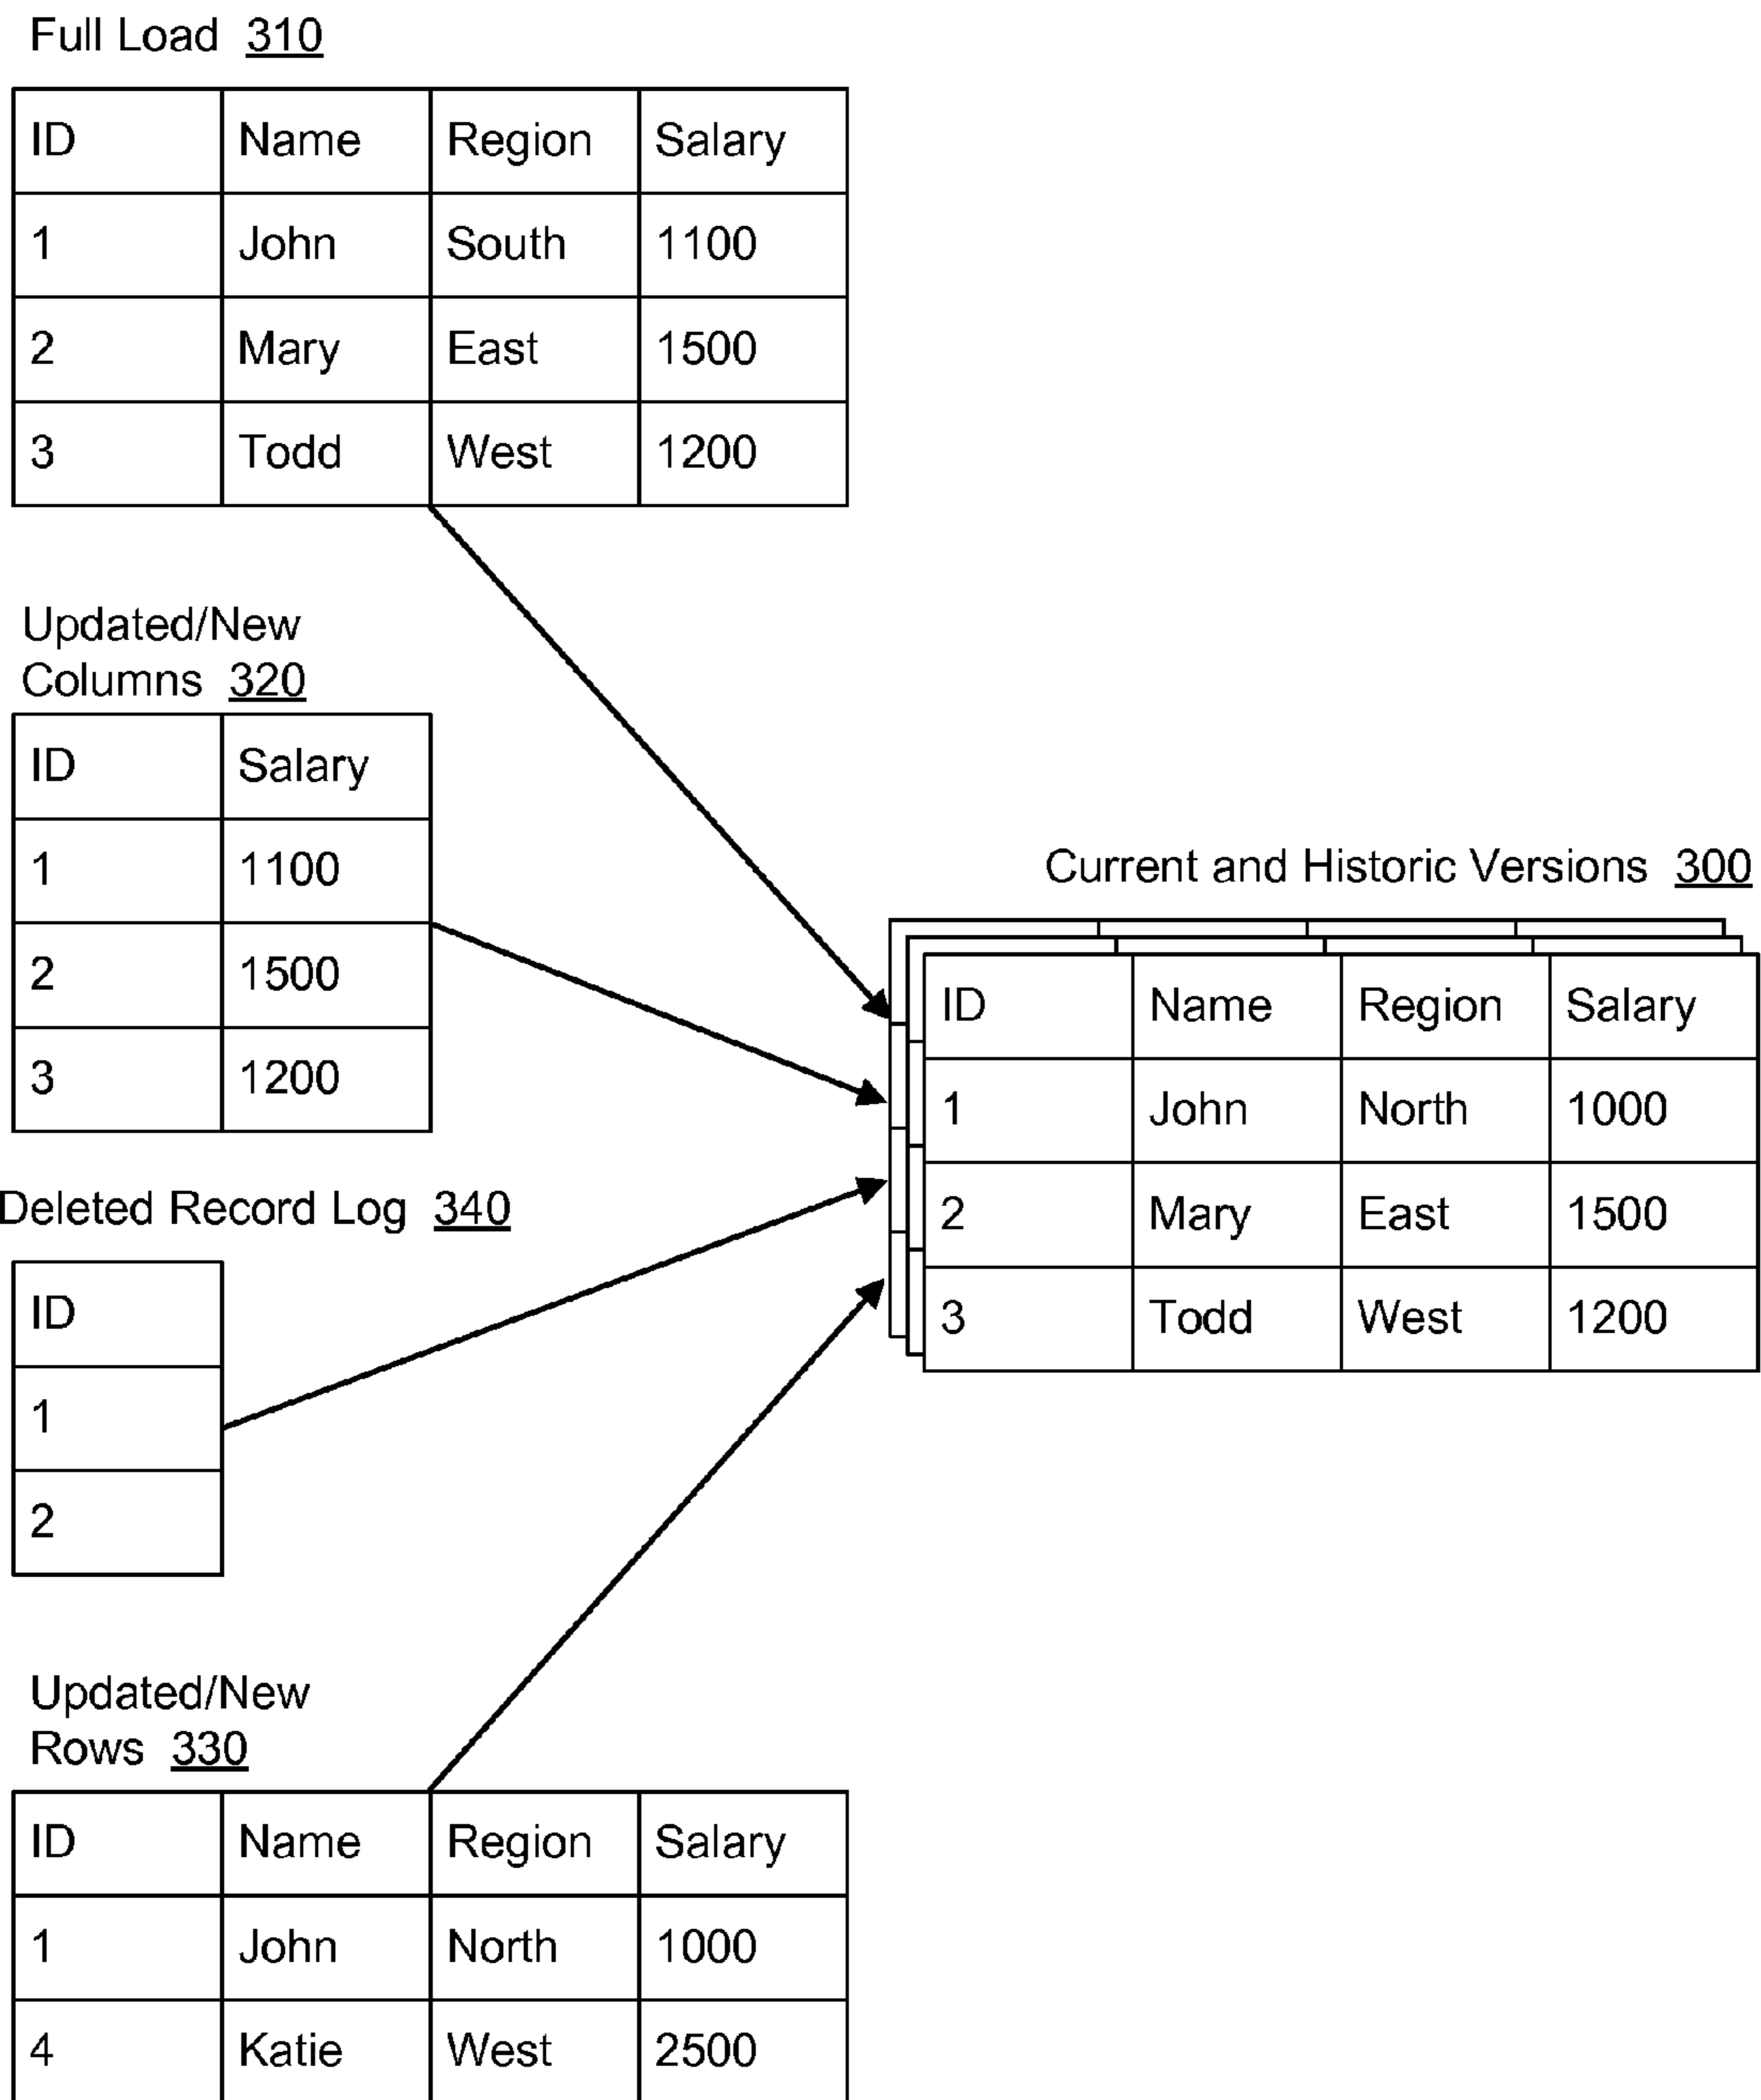 Full Load 310
ID Name Region Salary
1 John South 1100
2 Mary East 1500
3 Todd West 1200
Updated/New
Columns 320
ID Salary
1 1100
2 1500
3 1200
Current and Historic Versions 300
ID Name Region Salary
1 John North 1000
2 Mary East 1500
3 Todd West 1200
Deleted Record Log 340
ID
1
2
Updated/New
Rows 330
ID Name Region Salary
1 John North 1000
4 Katie West 2500